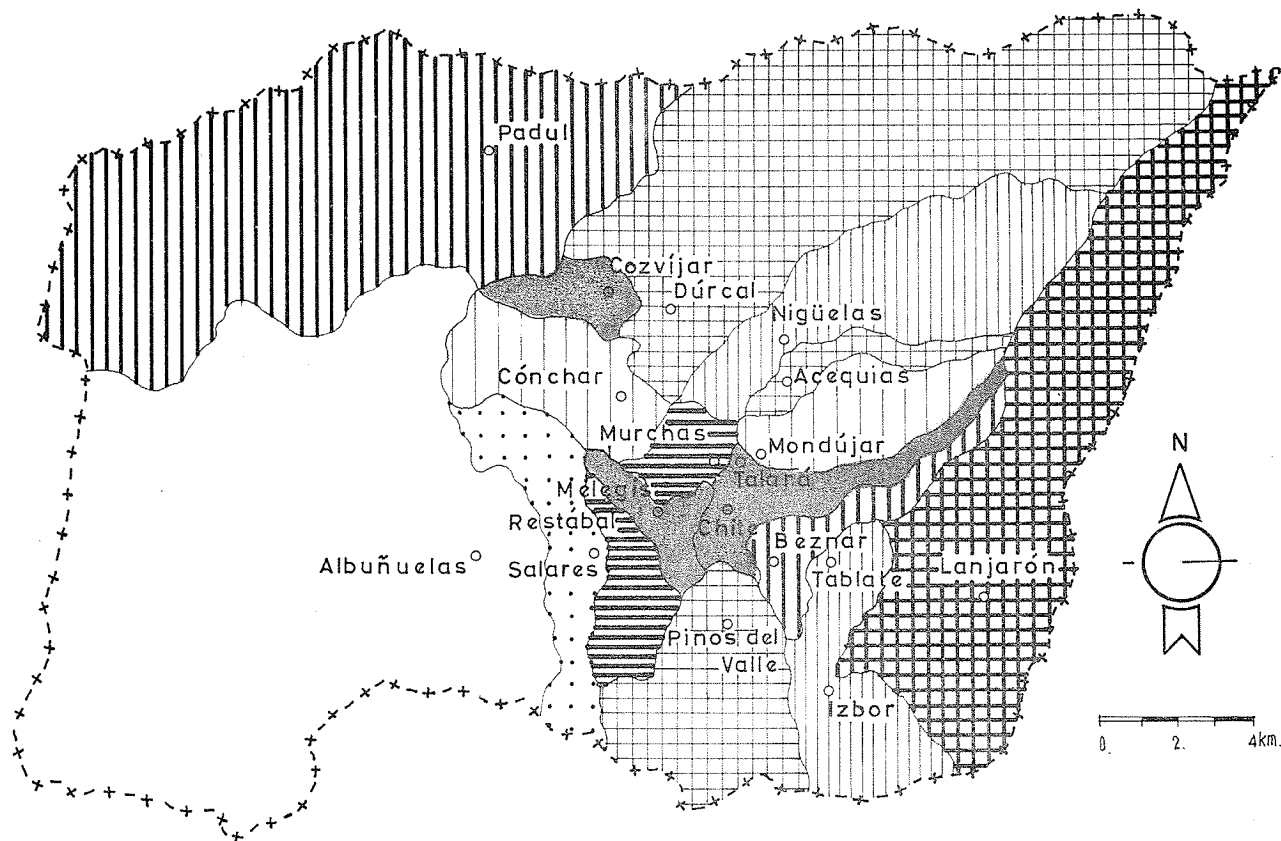 Padul
Cozvíjar
Dúrcal
Nigüelas
Cónchar
Acequias
Murchas
Mondújar
Talará
Melegís
Restábal
Chite
Beznar
Albuñuelas
Salares
Tablate
Lanjarón
Pinos del
Valle
Izbor
N
0. 2. 4km.